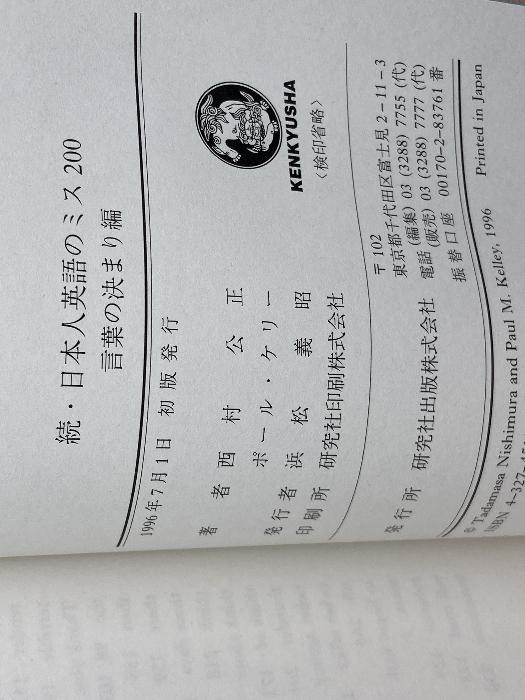 続・日本人英語のミス200
言葉の決まり編
1996年7月1日 初版発行
著者 西村公正
ポール・ケリー
発行者 浜松義昭
印刷所 研究社印刷株式会社
KENKYUSHA
〈検印省略〉
発行所 研究社出版株式会社
〒102
東京都千代田区富士見2-11-3
電話 (編集) 03 (3288) 7755 (代)
(販売) 03 (3288) 7777 (代)
振替口座 00170-2-83761番
© Tadamasa Nishimura and Paul M. Kelley, 1996
ISBN 4-327-
Printed in Japan